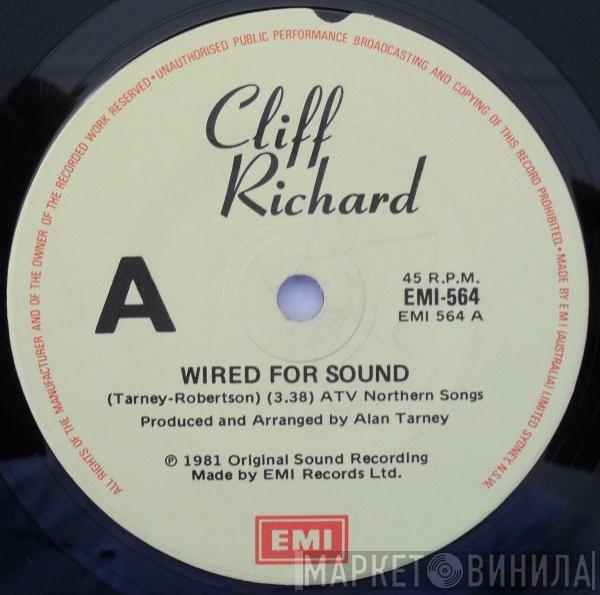 ALL RIGHTS OF THE MANUFACTURER AND OF THE OWNER OF THE RECORDED WORK RESERVED • UNAUTHORISED PUBLIC PERFORMANCE BROADCASTING AND COPYING OF THIS RECORD PROHIBITED • MADE BY E M I (AUSTRALIA) LIMITED SYDNEY, N.S.W.
Cliff
Richard
A
45 R.P.M.
EMI-564
EMI 564 A
WIRED FOR SOUND
(Tarney-Robertson) (3.38) ATV Northern Songs
Produced and Arranged by Alan Tarney
℗ 1981 Original Sound Recording
Made by EMI Records Ltd.
EMI
МАРКЕТ ВИНИЛА